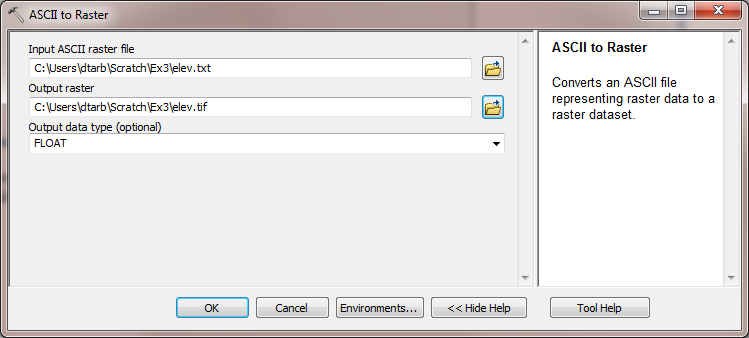 ASCII to Raster
Input ASCII raster file
C:\Users\dtarb\Scratch\Ex3\elev.txt
Output raster
C:\Users\dtarb\Scratch\Ex3\elev.tif
Output data type (optional)
FLOAT
ASCII to Raster
Converts an ASCII file
representing raster data to a
raster dataset.
OK
Cancel
Environments...
<< Hide Help
Tool Help